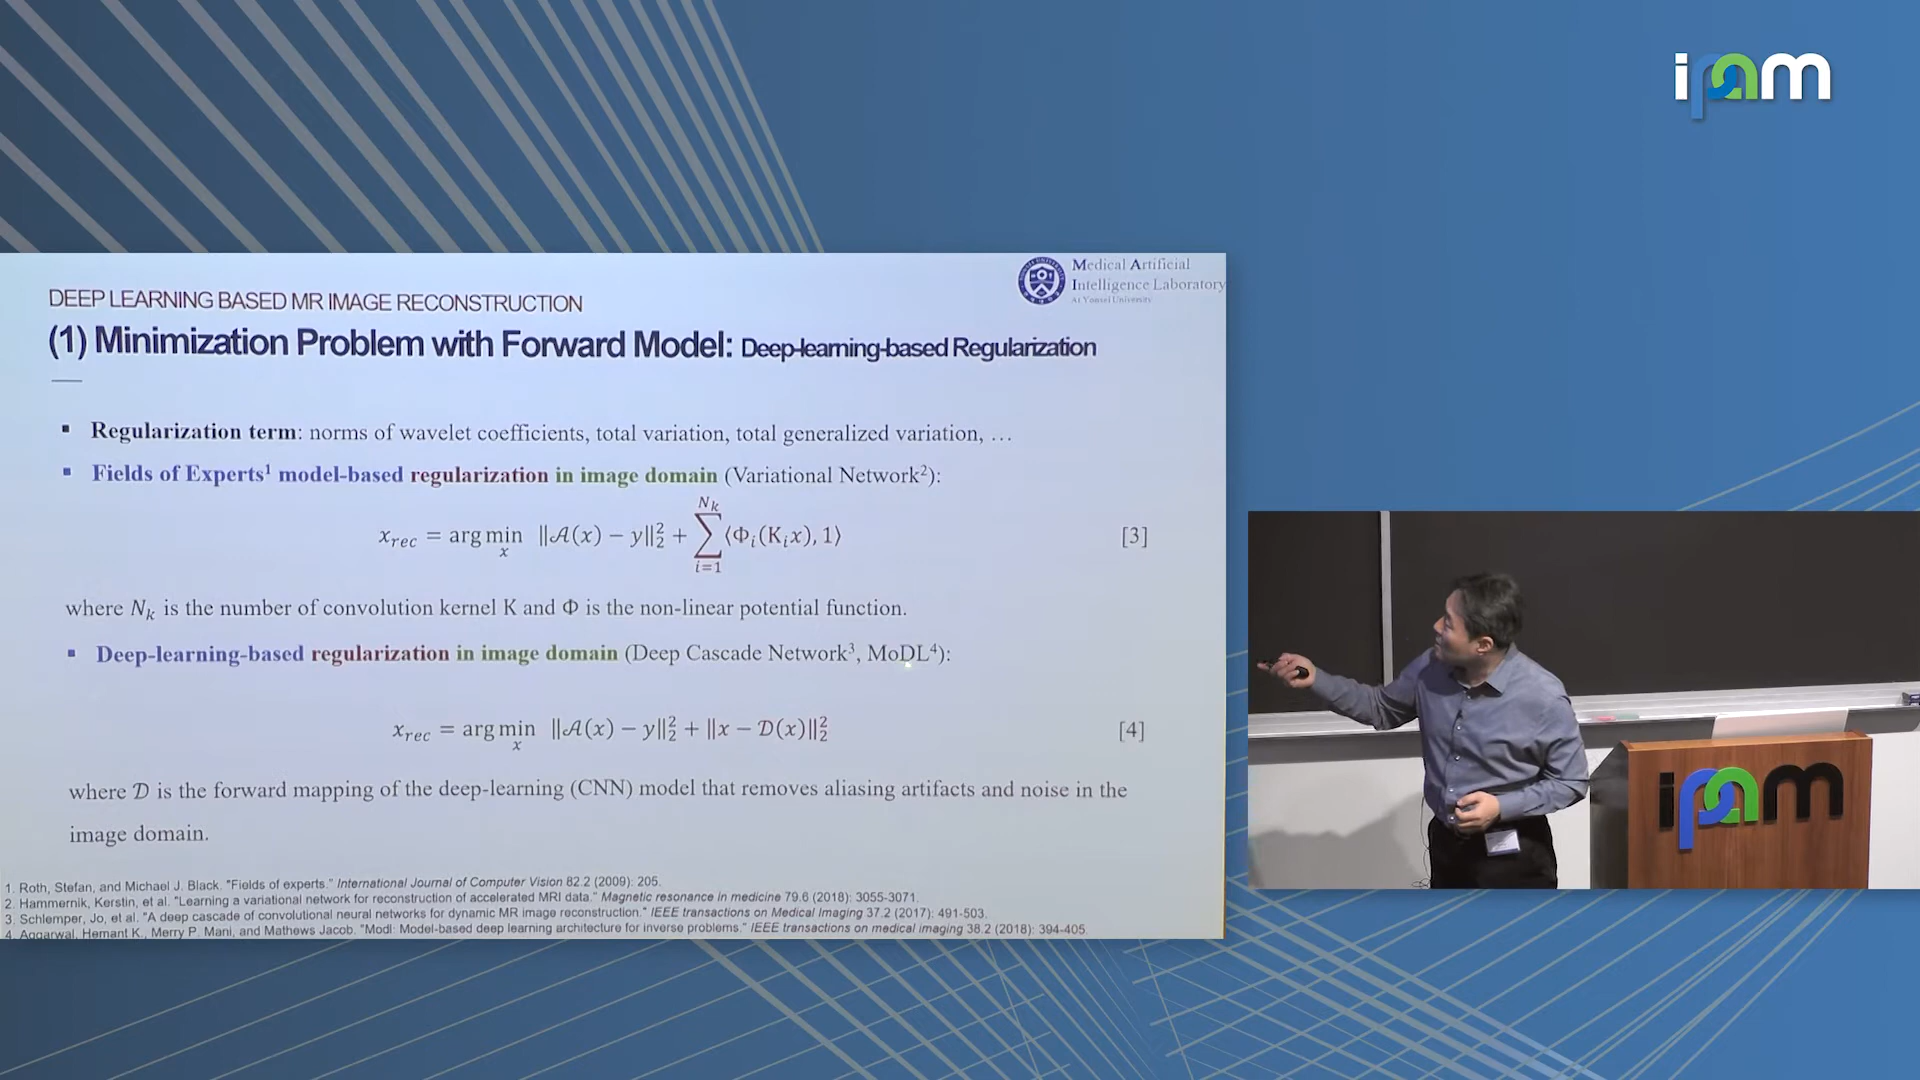 ipam
Medical Artificial
Intelligence Laboratory
At Yonsei University
DEEP LEARNING BASED MR IMAGE RECONSTRUCTION
(1) Minimization Problem with Forward Model: Deep-learning-based Regularization
▪ Regularization term: norms of wavelet coefficients, total variation, total generalized variation, …
▪ Fields of Experts¹ model-based regularization in image domain (Variational Network²):
x_rec = arg min_x ‖𝒜(x) − y‖₂² + ∑_{i=1}^{N_k} ⟨Φ_i(K_i x), 1⟩ [3]
where N_k is the number of convolution kernel K and Φ is the non-linear potential function.
▪ Deep-learning-based regularization in image domain (Deep Cascade Network³, MoDL⁴):
x_rec = arg min_x ‖𝒜(x) − y‖₂² + ‖x − 𝒟(x)‖₂² [4]
where 𝒟 is the forward mapping of the deep-learning (CNN) model that removes aliasing artifacts and noise in the
image domain.
1. Roth, Stefan, and Michael J. Black. "Fields of experts." International Journal of Computer Vision 82.2 (2009): 205.
2. Hammernik, Kerstin, et al. "Learning a variational network for reconstruction of accelerated MRI data." Magnetic resonance in medicine 79.6 (2018): 3055-3071.
3. Schlemper, Jo, et al. "A deep cascade of convolutional neural networks for dynamic MR image reconstruction." IEEE transactions on Medical Imaging 37.2 (2017): 491-503.
4. Aggarwal, Hemant K., Merry P. Mani, and Mathews Jacob. "Modl: Model-based deep learning architecture for inverse problems." IEEE transactions on medical imaging 38.2 (2018): 394-405.
ipam